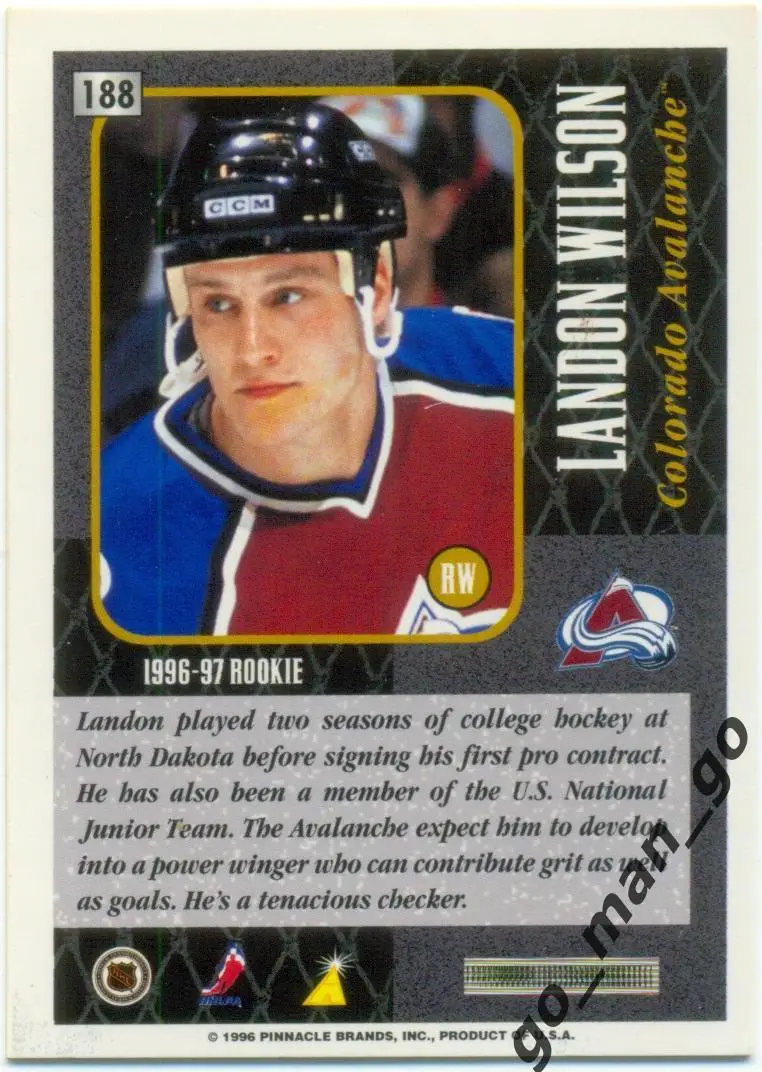 188
CCM
LANDON WILSON
Colorado Avalanche™
RW
1996-97 ROOKIE
Landon played two seasons of college hockey at
North Dakota before signing his first pro contract.
He has also been a member of the U.S. National
Junior Team. The Avalanche expect him to develop
into a power winger who can contribute grit as well
as goals. He's a tenacious checker.
NHL
NHLPA
© 1996 PINNACLE BRANDS, INC., PRODUCT OF U.S.A.
go_man_go